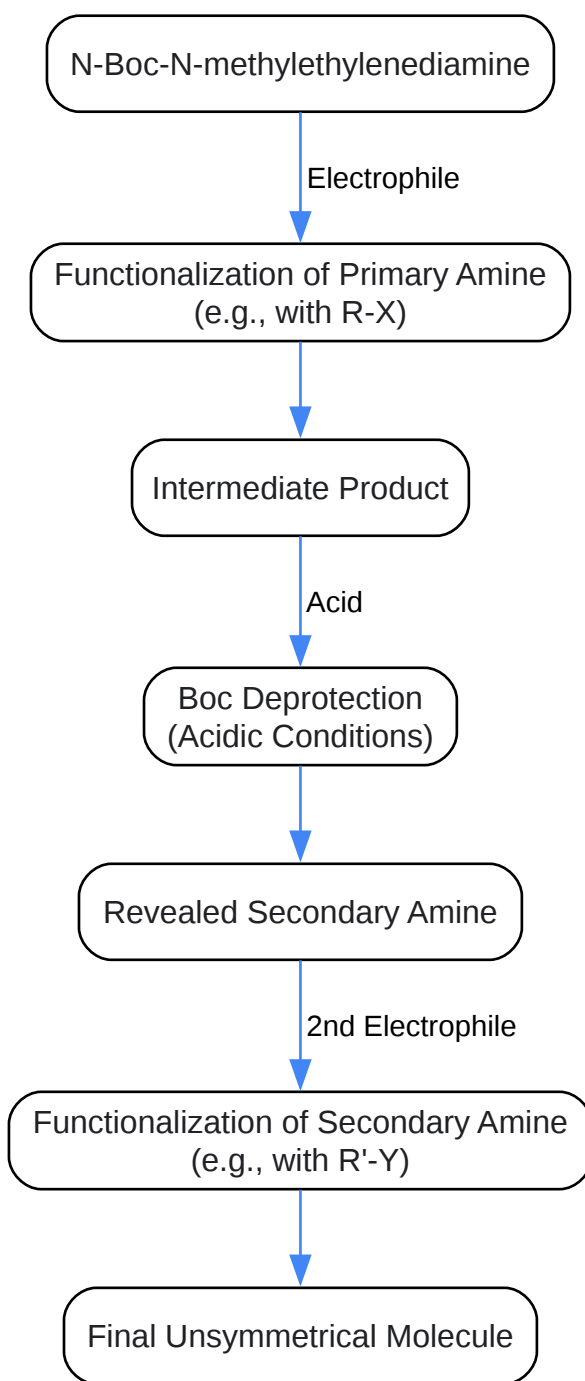 N-Boc-N-methylethylenediamine
Electrophile
Functionalization of Primary Amine
(e.g., with R-X)
Intermediate Product
Acid
Boc Deprotection
(Acidic Conditions)
Revealed Secondary Amine
2nd Electrophile
Functionalization of Secondary Amine
(e.g., with R'-Y)
Final Unsymmetrical Molecule